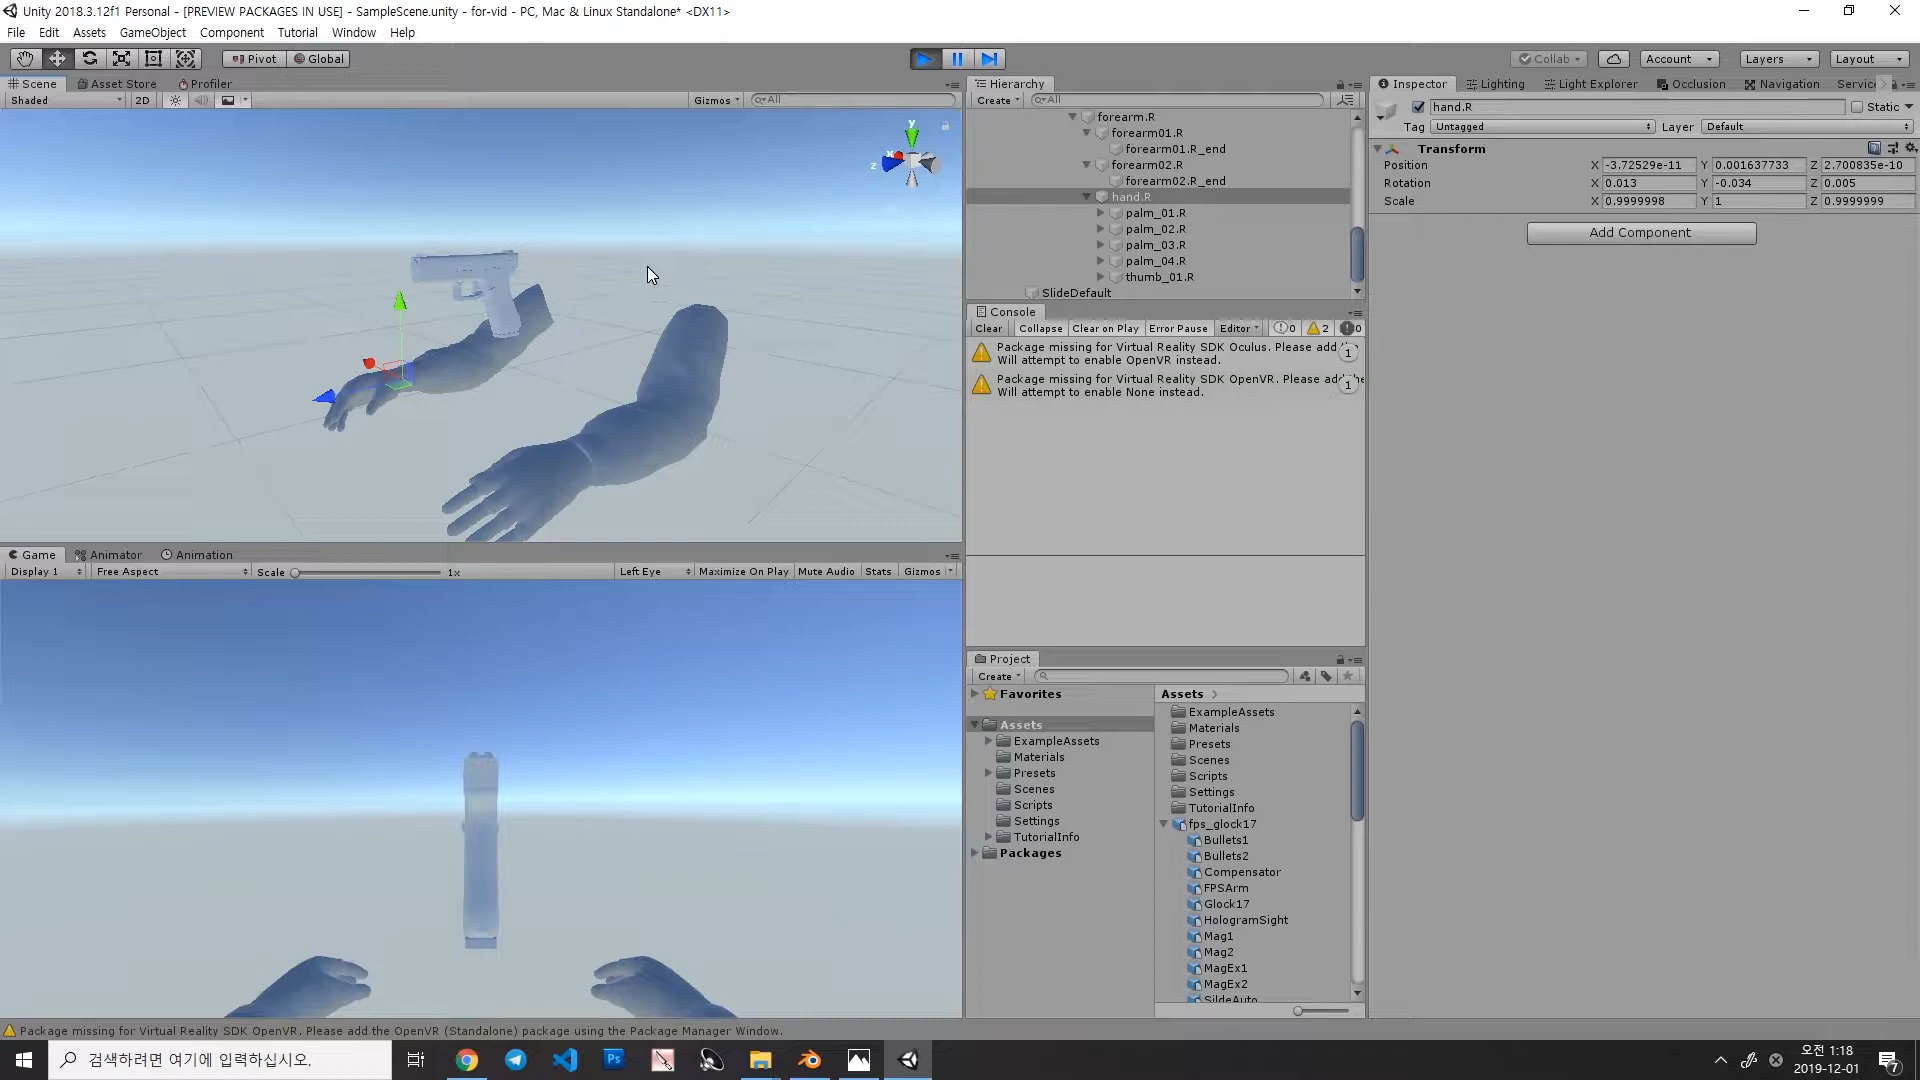 Unity 2018.3.12f1 Personal - [PREVIEW PACKAGES IN USE] - SampleScene.unity - for-vid - PC, Mac & Linux Standalone* <DX11>
File Edit Assets GameObject Component Tutorial Window Help
Pivot Global Collab Account Layers Layout
Scene Asset Store Profiler
Shaded 2D Gizmos All
y
x
z
Hierarchy
Create All
forearm.R
forearm01.R
forearm01.R_end
forearm02.R
forearm02.R_end
hand.R
palm_01.R
palm_02.R
palm_03.R
palm_04.R
thumb_01.R
SlideDefault
Console
Clear Collapse Clear on Play Error Pause Editor 0 2 0
Package missing for Virtual Reality SDK Oculus. Please add
Will attempt to enable OpenVR instead.
1
Package missing for Virtual Reality SDK OpenVR. Please add the
Will attempt to enable None instead.
1
Inspector Lighting Light Explorer Occlusion Navigation Servic
hand.R Static
Tag Untagged Layer Default
Transform
Position X -3.72529e-11 Y 0.001637733 Z 2.700835e-10
Rotation X 0.013 Y -0.034 Z 0.005
Scale X 0.9999998 Y 1 Z 0.9999999
Add Component
Game Animator Animation
Display 1 Free Aspect Scale 1x Left Eye Maximize On Play Mute Audio Stats Gizmos
Project
Create
Favorites
Assets
ExampleAssets
Materials
Presets
Scenes
Scripts
Settings
TutorialInfo
Packages
Assets
ExampleAssets
Materials
Presets
Scenes
Scripts
Settings
TutorialInfo
fps_glock17
Bullets1
Bullets2
Compensator
FPSArm
Glock17
HologramSight
Mag1
Mag2
MagEx1
MagEx2
SildeAuto
Package missing for Virtual Reality SDK OpenVR. Please add the OpenVR (Standalone) package using the Package Manager Window.
검색하려면 여기에 입력하십시오.
Ps
오전 1:18
2019-12-01
7